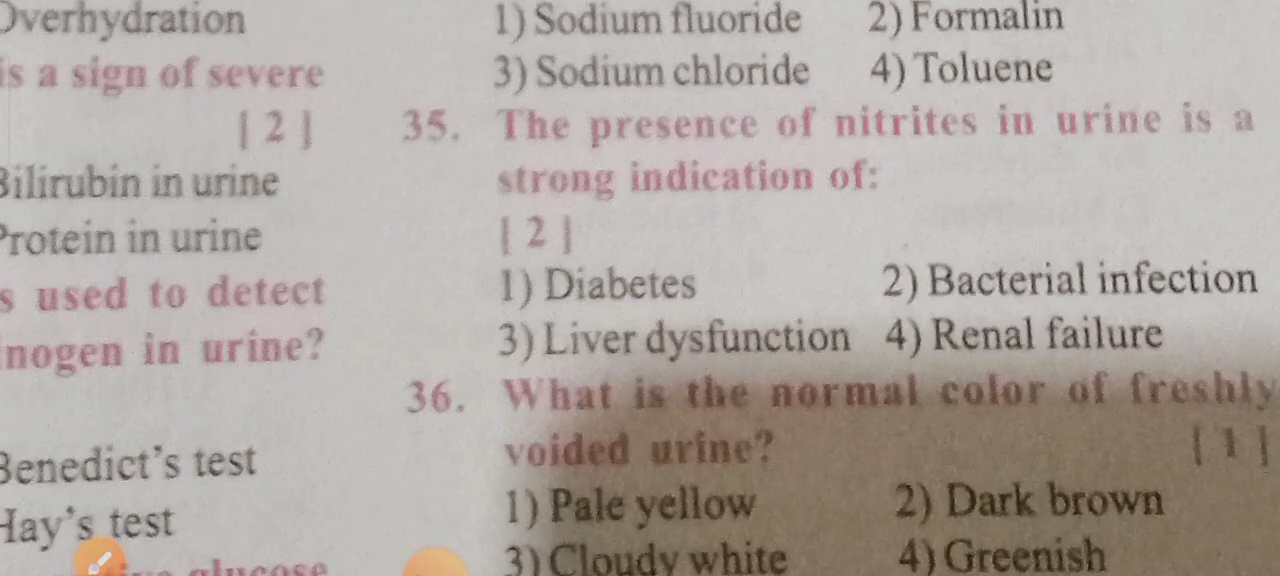 Overhydration
is a sign of severe
[ 2 ]
Bilirubin in urine
Protein in urine
s used to detect
nogen in urine?
Benedict's test
Hay's test
glucose
1) Sodium fluoride 2) Formalin
3) Sodium chloride 4) Toluene
35. The presence of nitrites in urine is a
strong indication of:
[ 2 ]
1) Diabetes 2) Bacterial infection
3) Liver dysfunction 4) Renal failure
36. What is the normal color of freshly
voided urine? [ 1 ]
1) Pale yellow 2) Dark brown
3) Cloudy white 4) Greenish